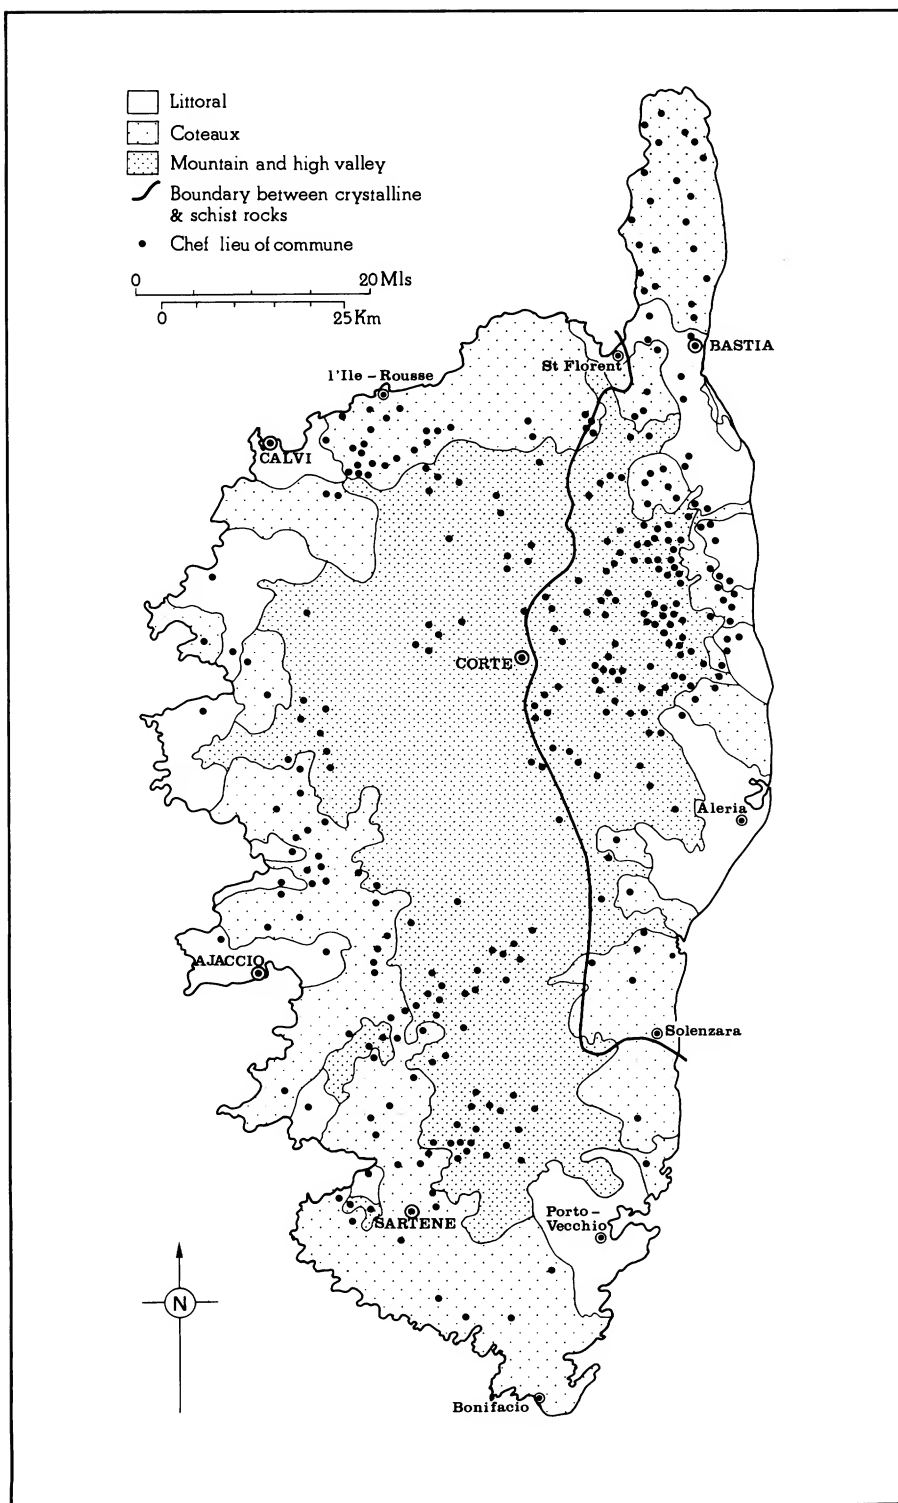 Littoral
Coteaux
Mountain and high valley
Boundary between crystalline
& schist rocks
Chef lieu of commune
0 20 Mls
0 25 Km
BASTIA
St Florent
l'Ile-Rousse
CALVI
CORTE
Aleria
AJACCIO
Solenzara
Porto-
Vecchio
SARTENE
N
Bonifacio